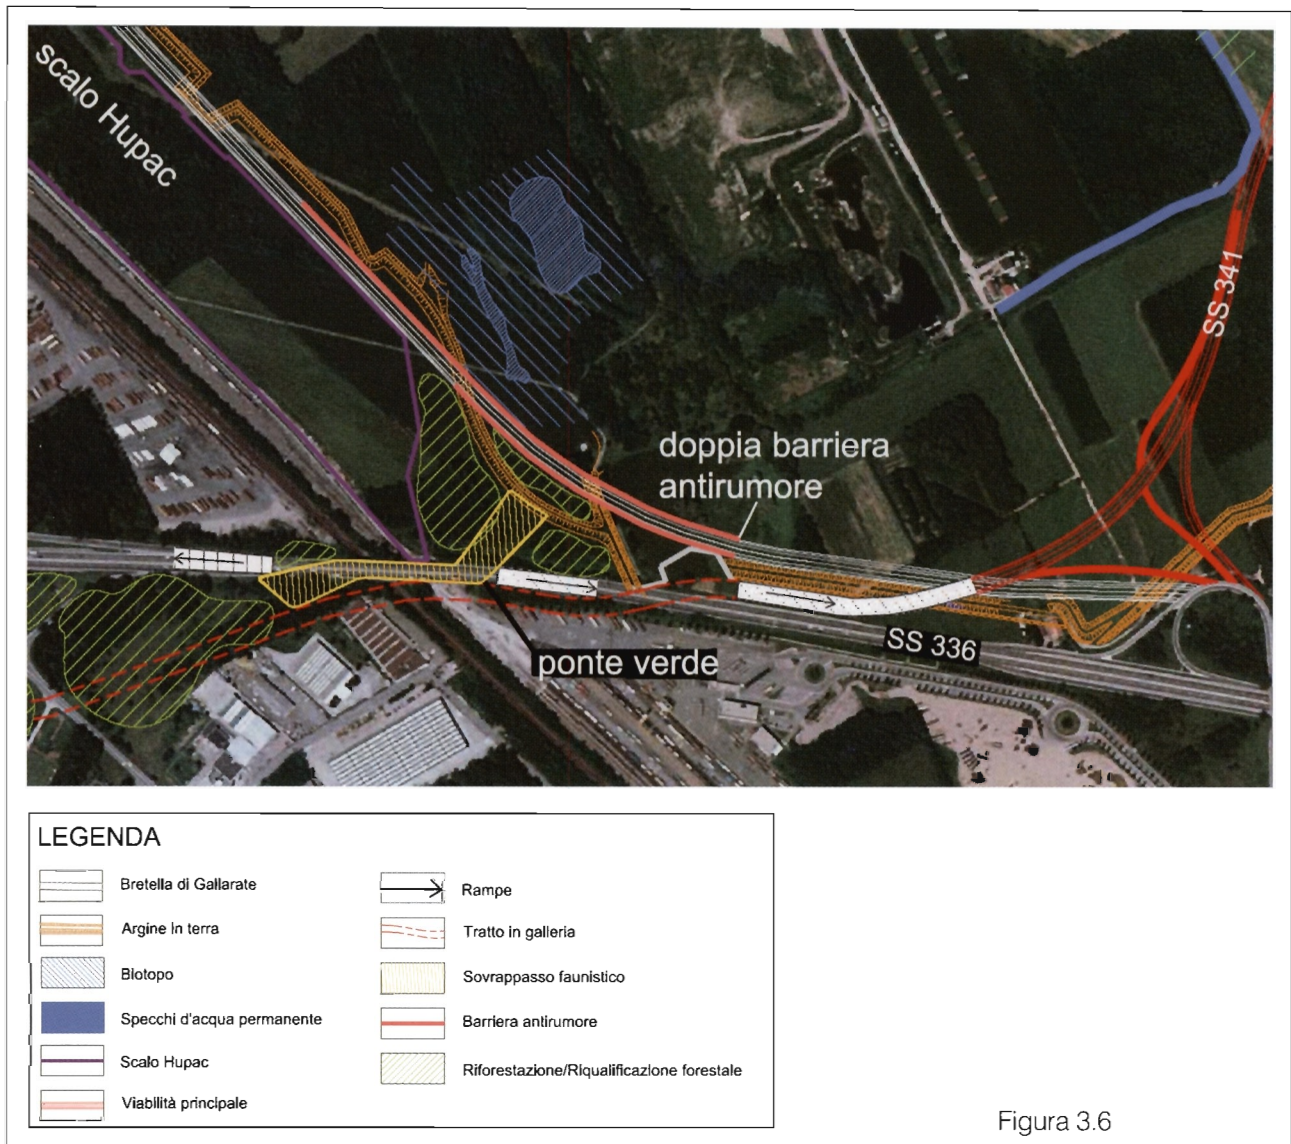 scalo Hupac
SS 341
doppia barriera
antirumore
SS 336
ponte verde
LEGENDA
Bretella di Gallarate
Argine In terra
Biotopo
Specchi d'acqua permanente
Scalo Hupac
Viabilità principale
Rampe
Tratto in galleria
Sovrappasso faunistico
Barriera antirumore
Riforestazione/Riqualificazione forestale
Figura 3.6